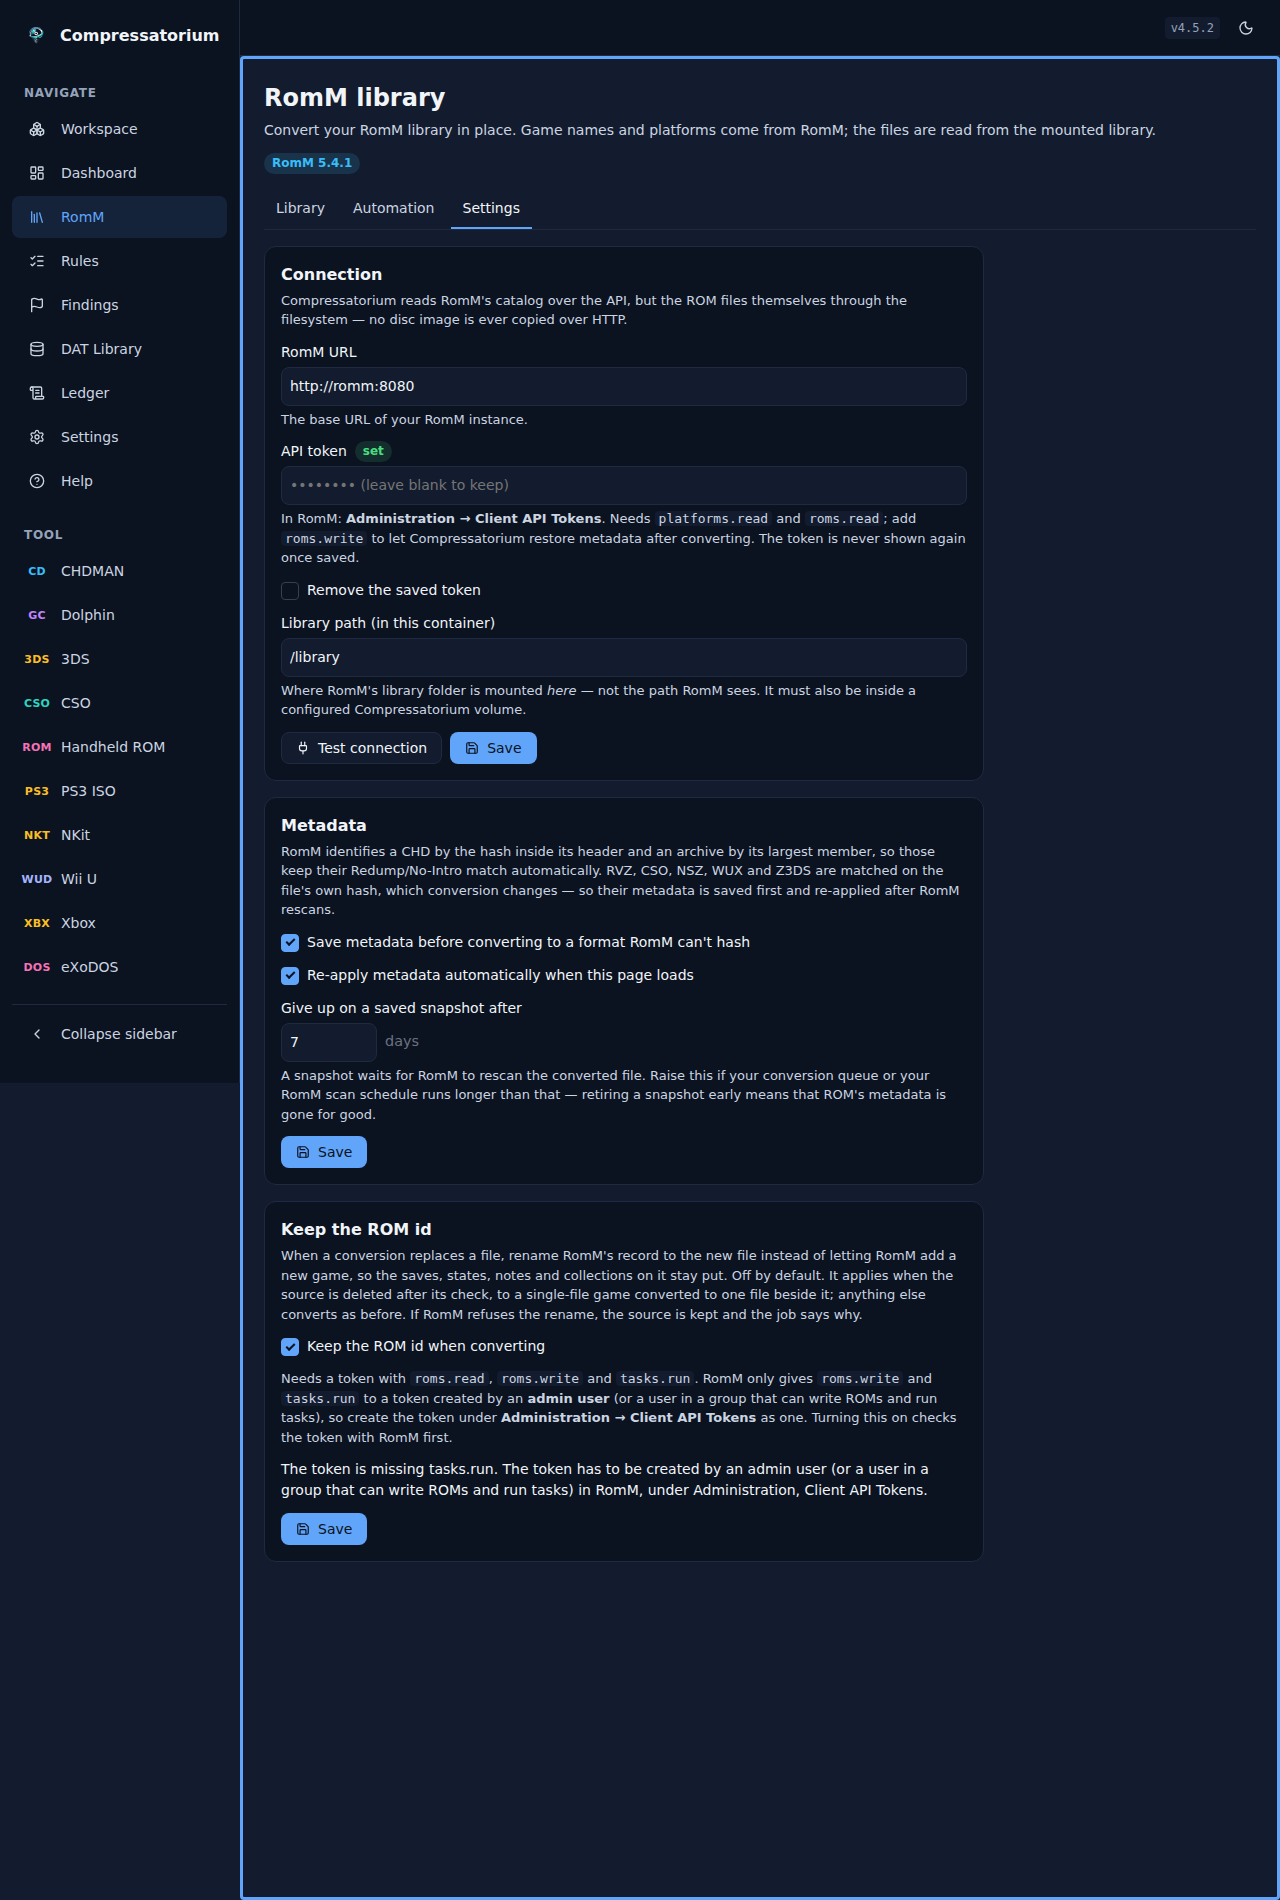 Compressatorium
v4.5.2
NAVIGATE
Workspace
Dashboard
RomM
Rules
Findings
DAT Library
Ledger
Settings
Help
TOOL
CD CHDMAN
GC Dolphin
3DS 3DS
CSO CSO
ROM Handheld ROM
PS3 PS3 ISO
NKT NKit
WUD Wii U
XBX Xbox
DOS eXoDOS
Collapse sidebar
RomM library
Convert your RomM library in place. Game names and platforms come from RomM; the files are read from the mounted library.
RomM 5.4.1
Library Automation Settings
Connection
Compressatorium reads RomM's catalog over the API, but the ROM files themselves through the
filesystem — no disc image is ever copied over HTTP.
RomM URL
http://romm:8080
The base URL of your RomM instance.
API token set
•••••••• (leave blank to keep)
In RomM: Administration → Client API Tokens. Needs platforms.read and roms.read; add
roms.write to let Compressatorium restore metadata after converting. The token is never shown again
once saved.
Remove the saved token
Library path (in this container)
/library
Where RomM's library folder is mounted here — not the path RomM sees. It must also be inside a
configured Compressatorium volume.
Test connection Save
Metadata
RomM identifies a CHD by the hash inside its header and an archive by its largest member, so those
keep their Redump/No-Intro match automatically. RVZ, CSO, NSZ, WUX and Z3DS are matched on the
file's own hash, which conversion changes — so their metadata is saved first and re-applied after RomM
rescans.
Save metadata before converting to a format RomM can't hash
Re-apply metadata automatically when this page loads
Give up on a saved snapshot after
7 days
A snapshot waits for RomM to rescan the converted file. Raise this if your conversion queue or your
RomM scan schedule runs longer than that — retiring a snapshot early means that ROM's metadata is
gone for good.
Save
Keep the ROM id
When a conversion replaces a file, rename RomM's record to the new file instead of letting RomM add a
new game, so the saves, states, notes and collections on it stay put. Off by default. It applies when the
source is deleted after its check, to a single-file game converted to one file beside it; anything else
converts as before. If RomM refuses the rename, the source is kept and the job says why.
Keep the ROM id when converting
Needs a token with roms.read, roms.write and tasks.run. RomM only gives roms.write and
tasks.run to a token created by an admin user (or a user in a group that can write ROMs and run
tasks), so create the token under Administration → Client API Tokens as one. Turning this on checks
the token with RomM first.
The token is missing tasks.run. The token has to be created by an admin user (or a user in a
group that can write ROMs and run tasks) in RomM, under Administration, Client API Tokens.
Save